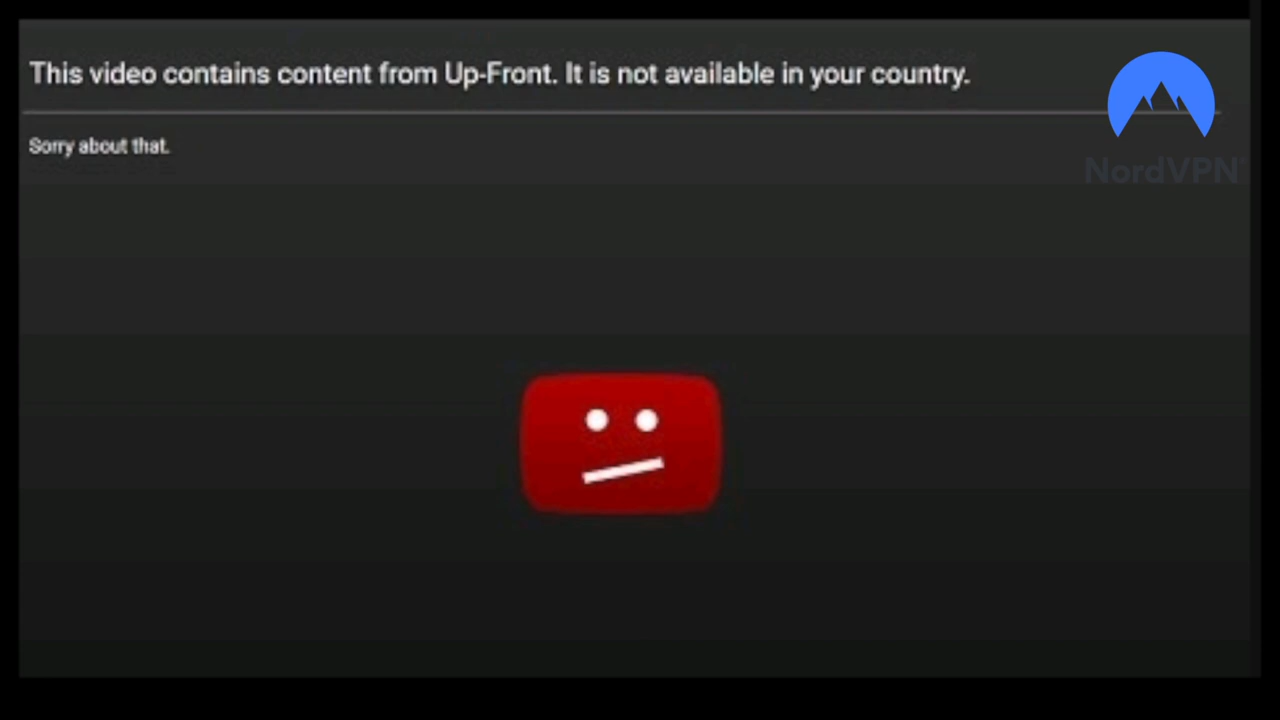 This video contains content from Up-Front. It is not available in your country.
Sorry about that.
NordVPN